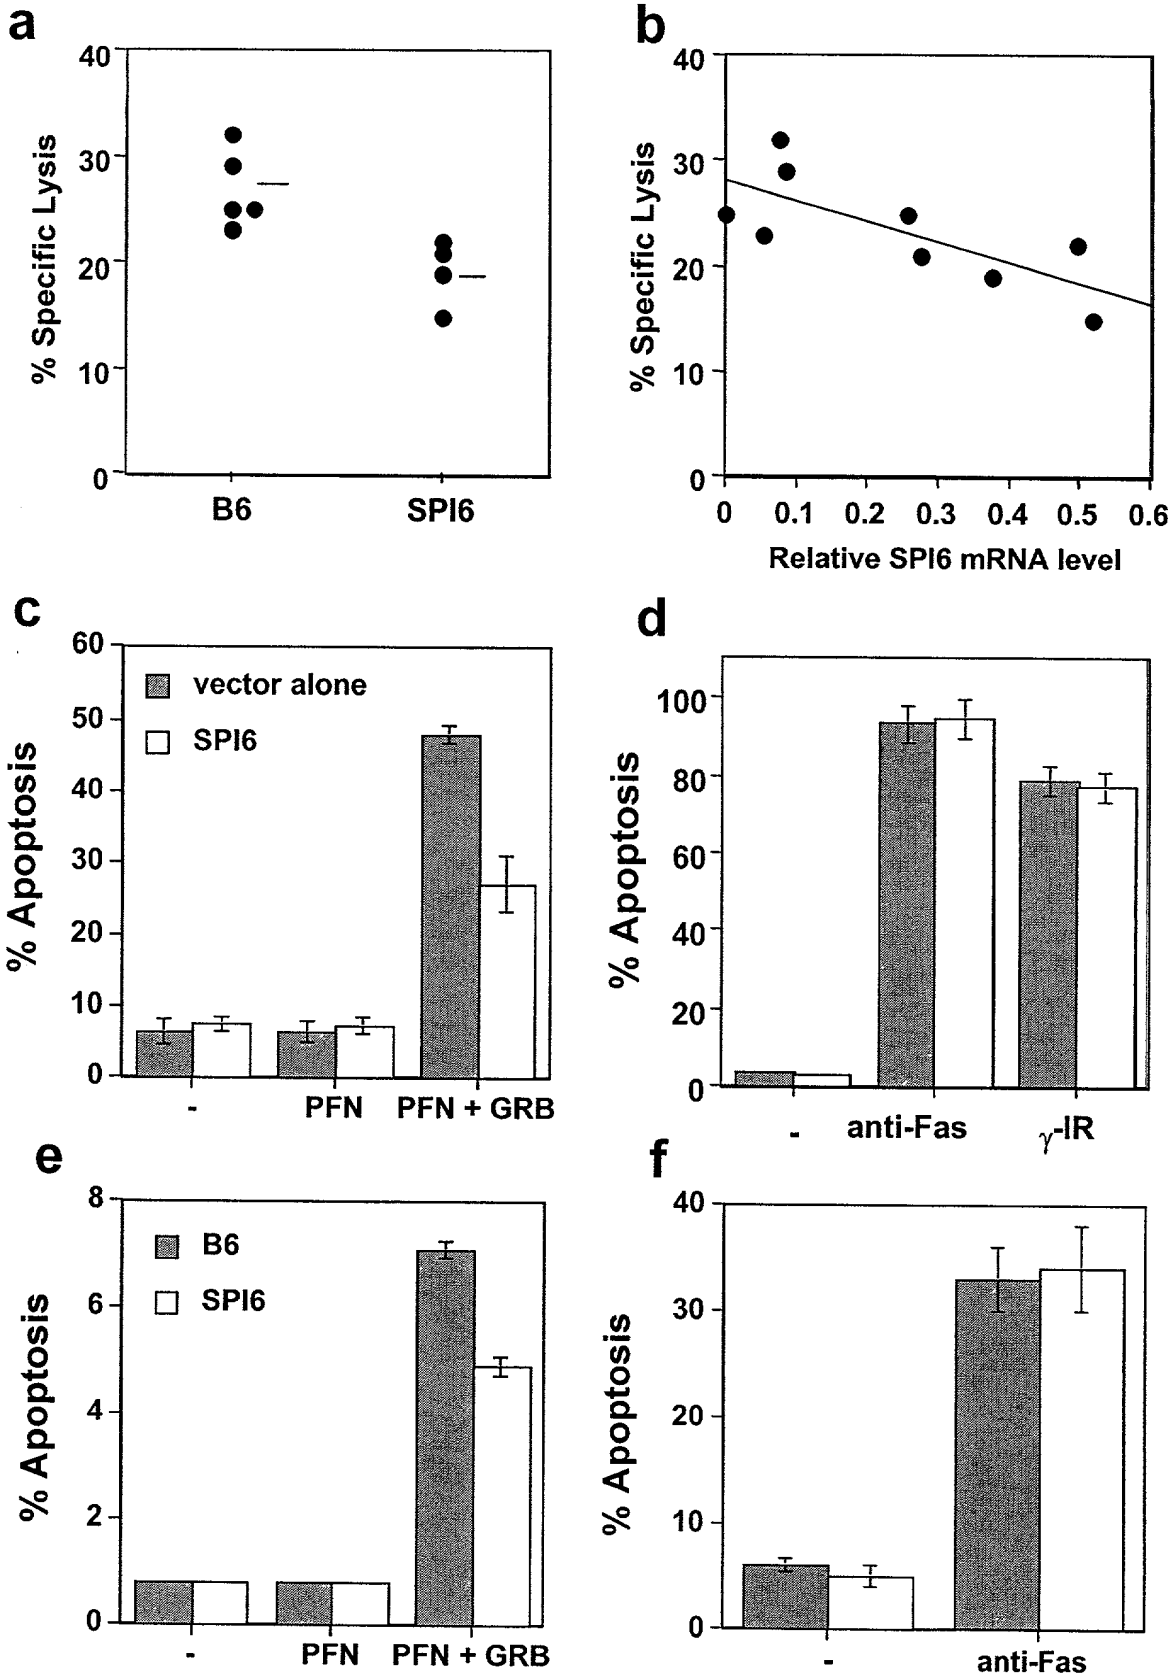 a
40
30
20
10
0
% Specific Lysis
B6
SPI6
b
40
30
20
10
0
% Specific Lysis
0
0.1
0.2
0.3
0.4
0.5
0.6
Relative SPI6 mRNA level
c
60
50
40
30
20
10
0
% Apoptosis
vector alone
SPI6
-
PFN
PFN + GRB
d
100
80
60
40
20
0
% Apoptosis
-
anti-Fas
γ-IR
e
8
6
4
2
0
% Apoptosis
B6
SPI6
-
PFN
PFN + GRB
f
40
30
20
10
0
% Apoptosis
-
anti-Fas